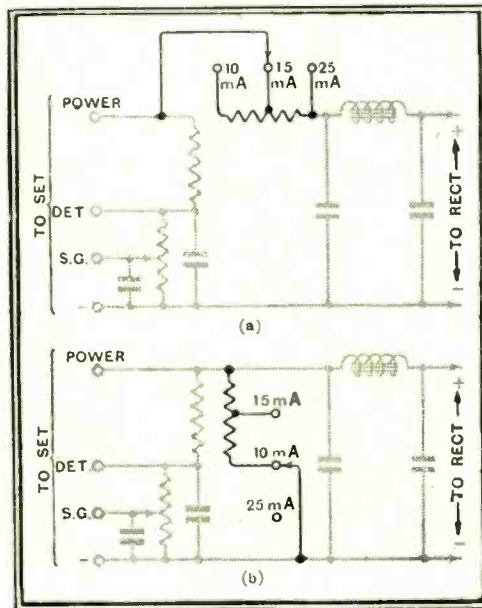 10 mA
15 mA
25 mA
POWER
TO SET
DET.
S.G.
-
+
TO RECT
-
(a)
POWER
15 mA
TO SET
DET.
10 mA
S.G.
25 mA
-
+
TO RECT
-
(b)